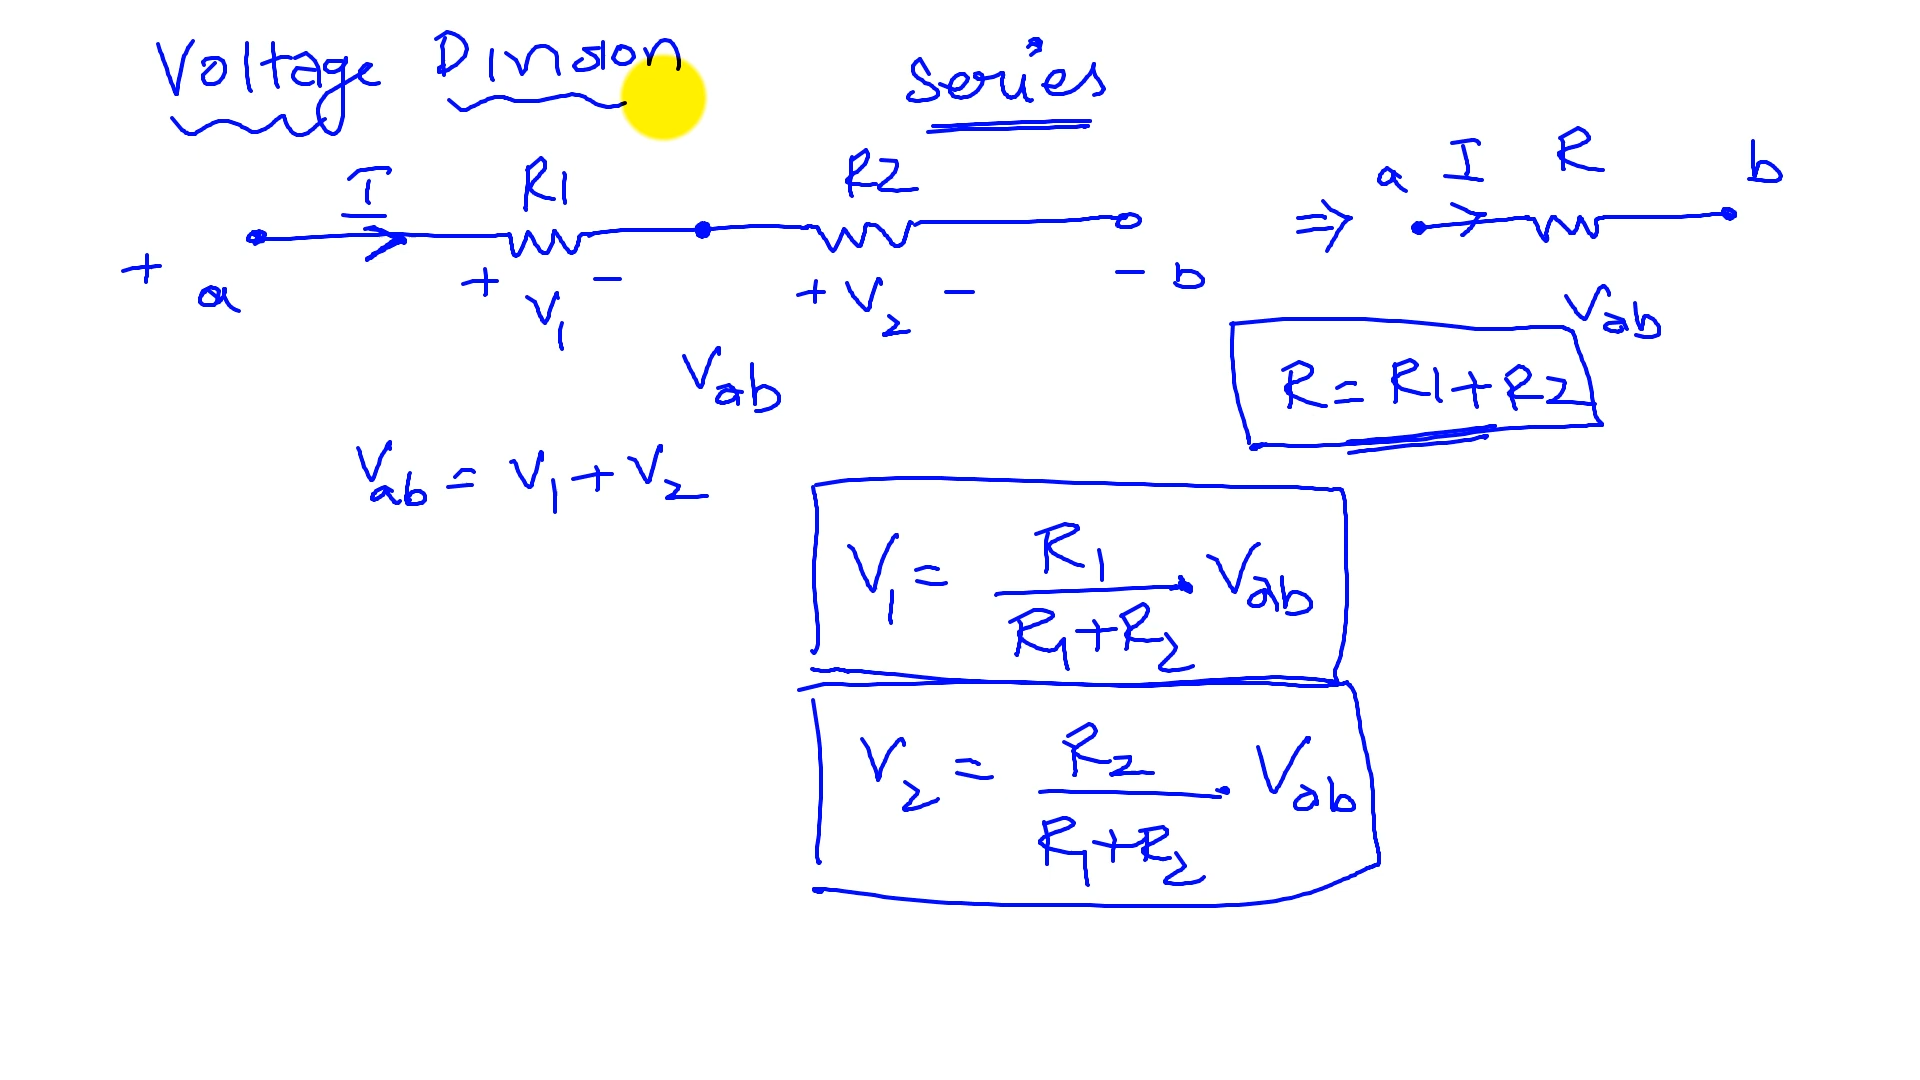 Voltage Division
Series
I R1 R2
+ a + V₁ - + V₂ - - b
Vab
⇒ a I R b
Vab
R = R1 + R2
Vab = V₁ + V₂
V₁ = R₁ / (R₁ + R₂) · Vab
V₂ = R₂ / (R₁ + R₂) · Vab